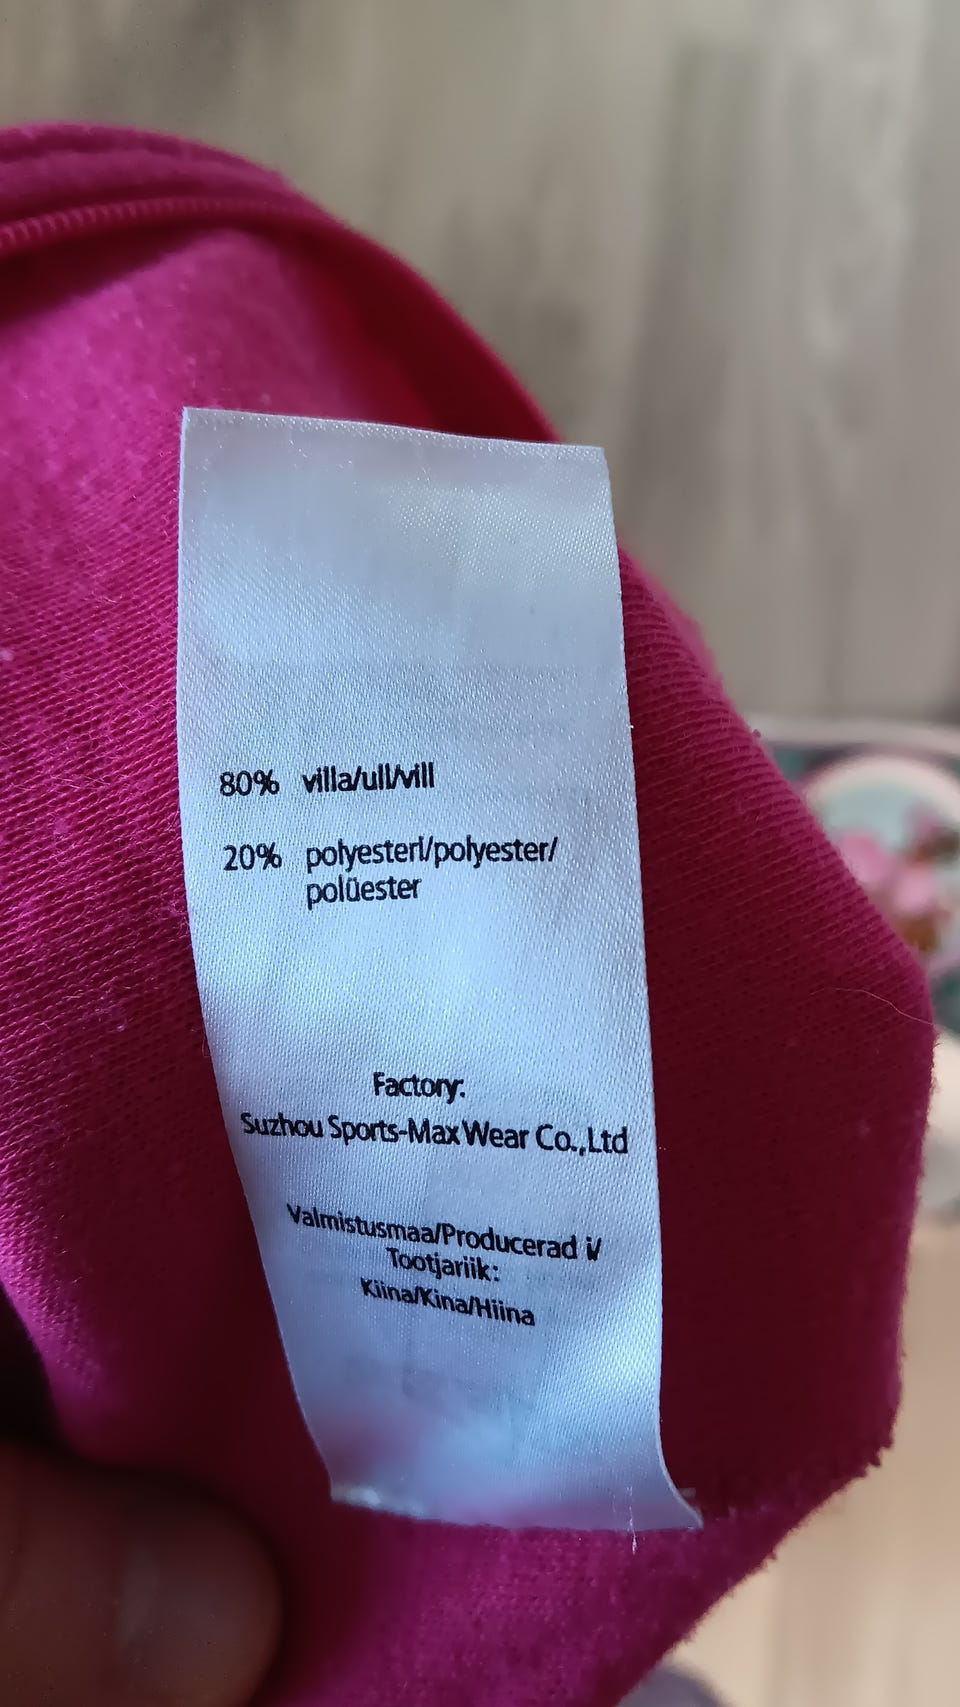 80% villa/ull/vill
20% polyesteri/polyester/
polüester
Factory:
Suzhou Sports-Max Wear Co.,Ltd
Valmistusmaa/Producerad i/
Tootjariik:
Kiina/Kina/Hiina